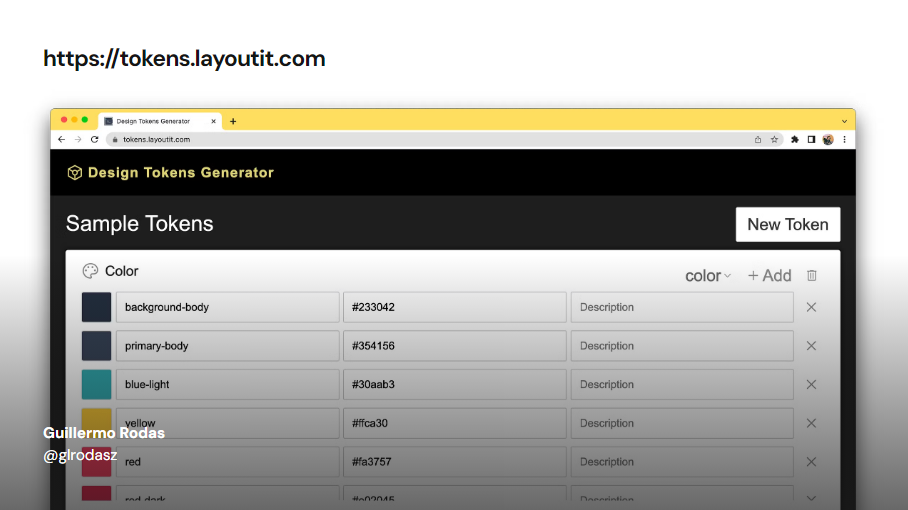 https://tokens.layoutit.com
Design Tokens Generator
tokens.layoutit.com
Design Tokens Generator
Sample Tokens
New Token
Color
color
+ Add
background-body #233042 Description
primary-body #354156 Description
blue-light #30aab3 Description
yellow #ffca30 Description
Guillermo Rodas
@glrodasz
red #fa3757 Description
red-dark #e02045 Description